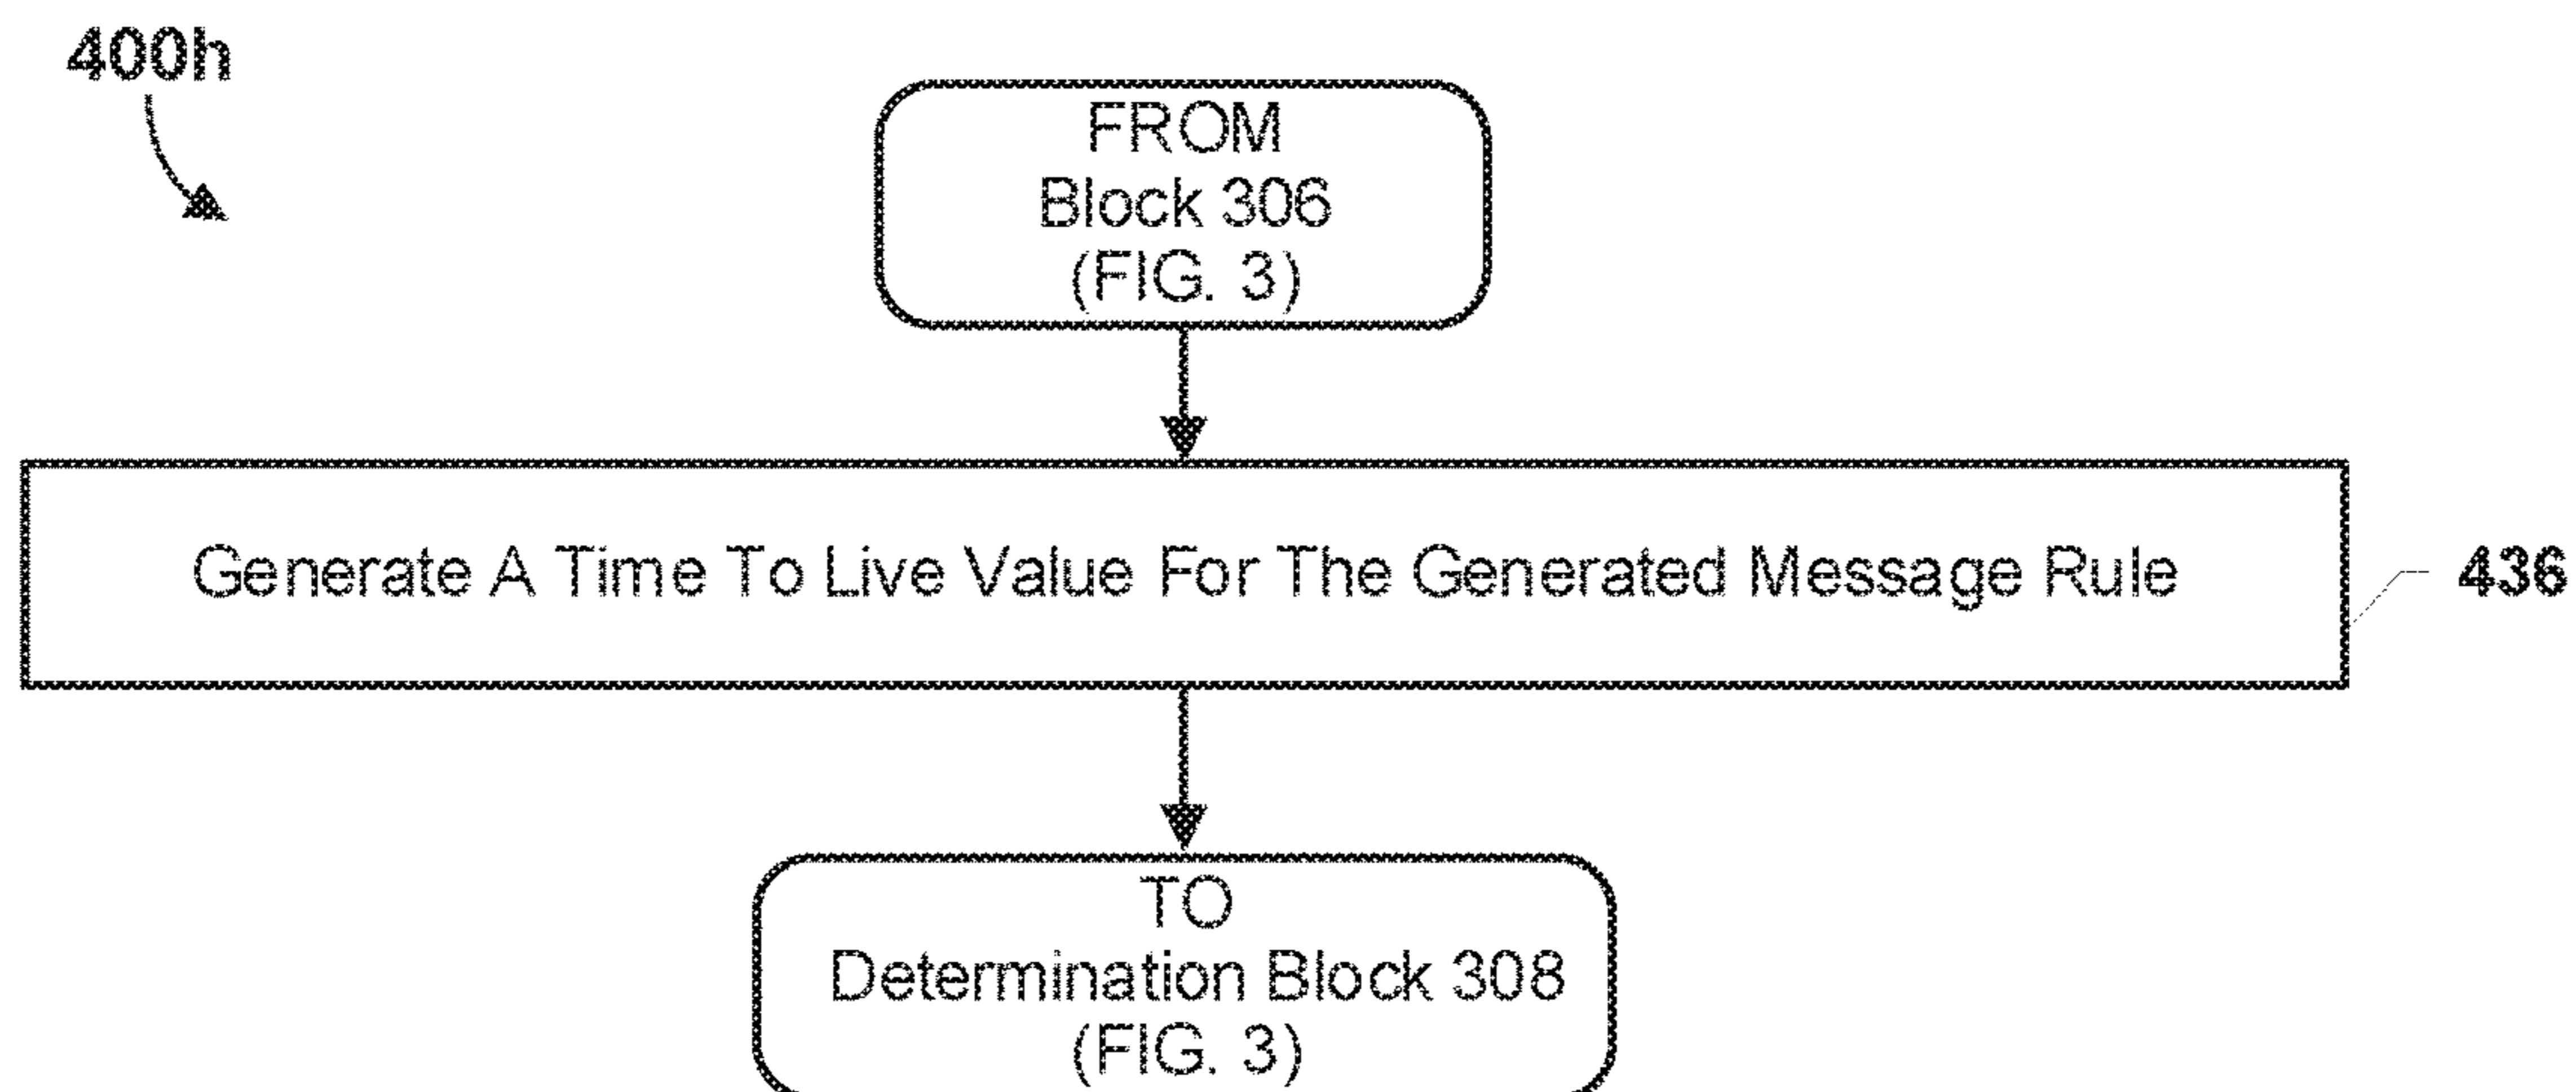 400h
FROM
Block 306
(FIG. 3)
Generate A Time To Live Value For The Generated Message Rule
436
TO
Determination Block 308
(FIG. 3)